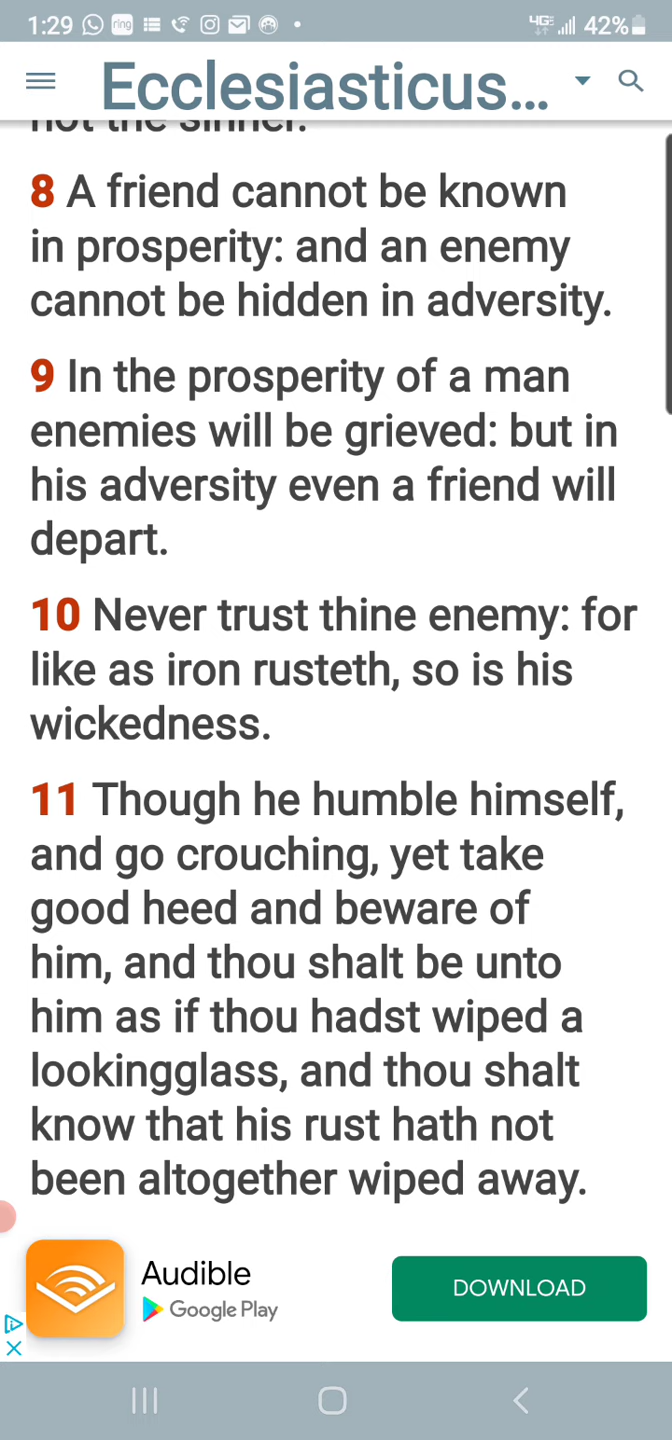 1:29 ring 4GE 42%
Ecclesiasticus...
not the sinner.
8 A friend cannot be known
in prosperity: and an enemy
cannot be hidden in adversity.
9 In the prosperity of a man
enemies will be grieved: but in
his adversity even a friend will
depart.
10 Never trust thine enemy: for
like as iron rusteth, so is his
wickedness.
11 Though he humble himself,
and go crouching, yet take
good heed and beware of
him, and thou shalt be unto
him as if thou hadst wiped a
lookingglass, and thou shalt
know that his rust hath not
been altogether wiped away.
Audible
Google Play
DOWNLOAD